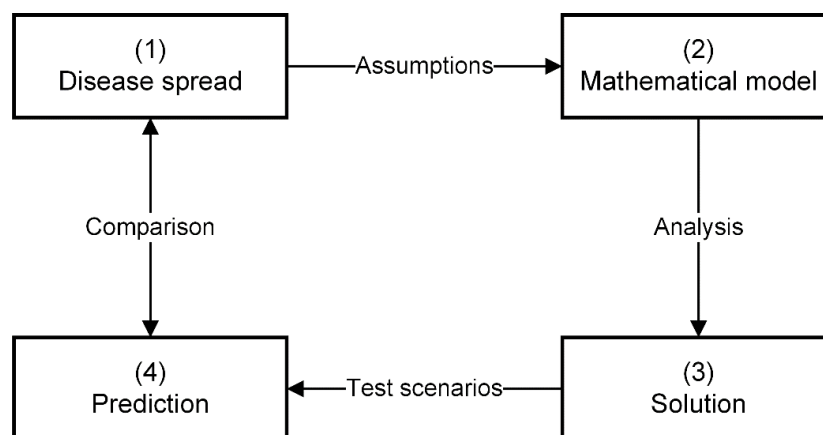 (1)
Disease spread
Assumptions
(2)
Mathematical model
Comparison
Analysis
(4)
Prediction
Test scenarios
(3)
Solution